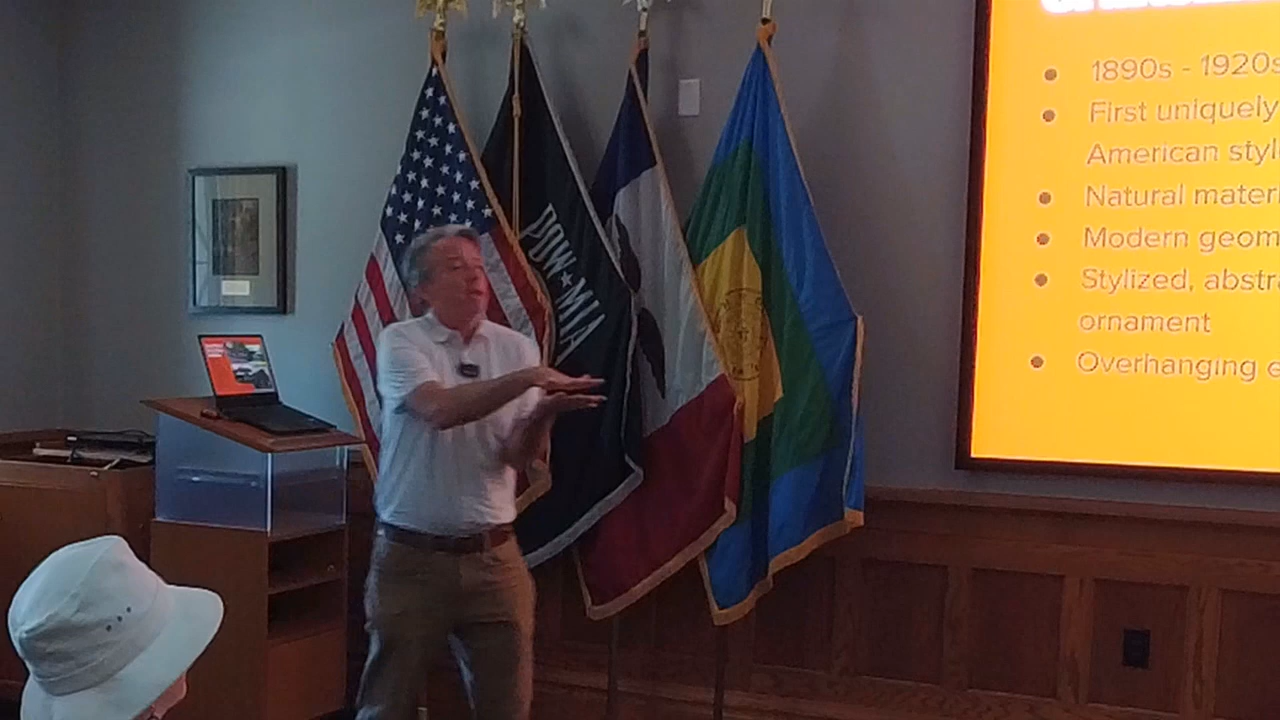 POW★MIA
1890s - 1920s
First uniquely
American styl
Natural mater
Modern geom
Stylized, abstra
ornament
Overhanging e